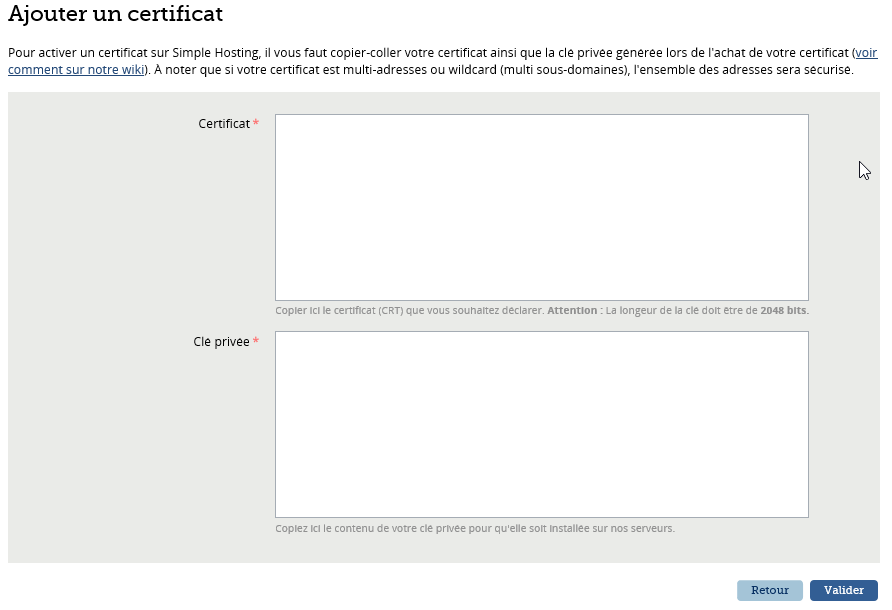 Ajouter un certificat
Pour activer un certificat sur Simple Hosting, il vous faut copier-coller votre certificat ainsi que la clé privée générée lors de l'achat de votre certificat (voir
comment sur notre wiki). À noter que si votre certificat est multi-adresses ou wildcard (multi sous-domaines), l'ensemble des adresses sera sécurisé.
Certificat *
Copier ici le certificat (CRT) que vous souhaitez déclarer. Attention : La longeur de la clé doit être de 2048 bits.
Clé privée *
Copiez ici le contenu de votre clé privée pour qu'elle soit installée sur nos serveurs.
Retour Valider